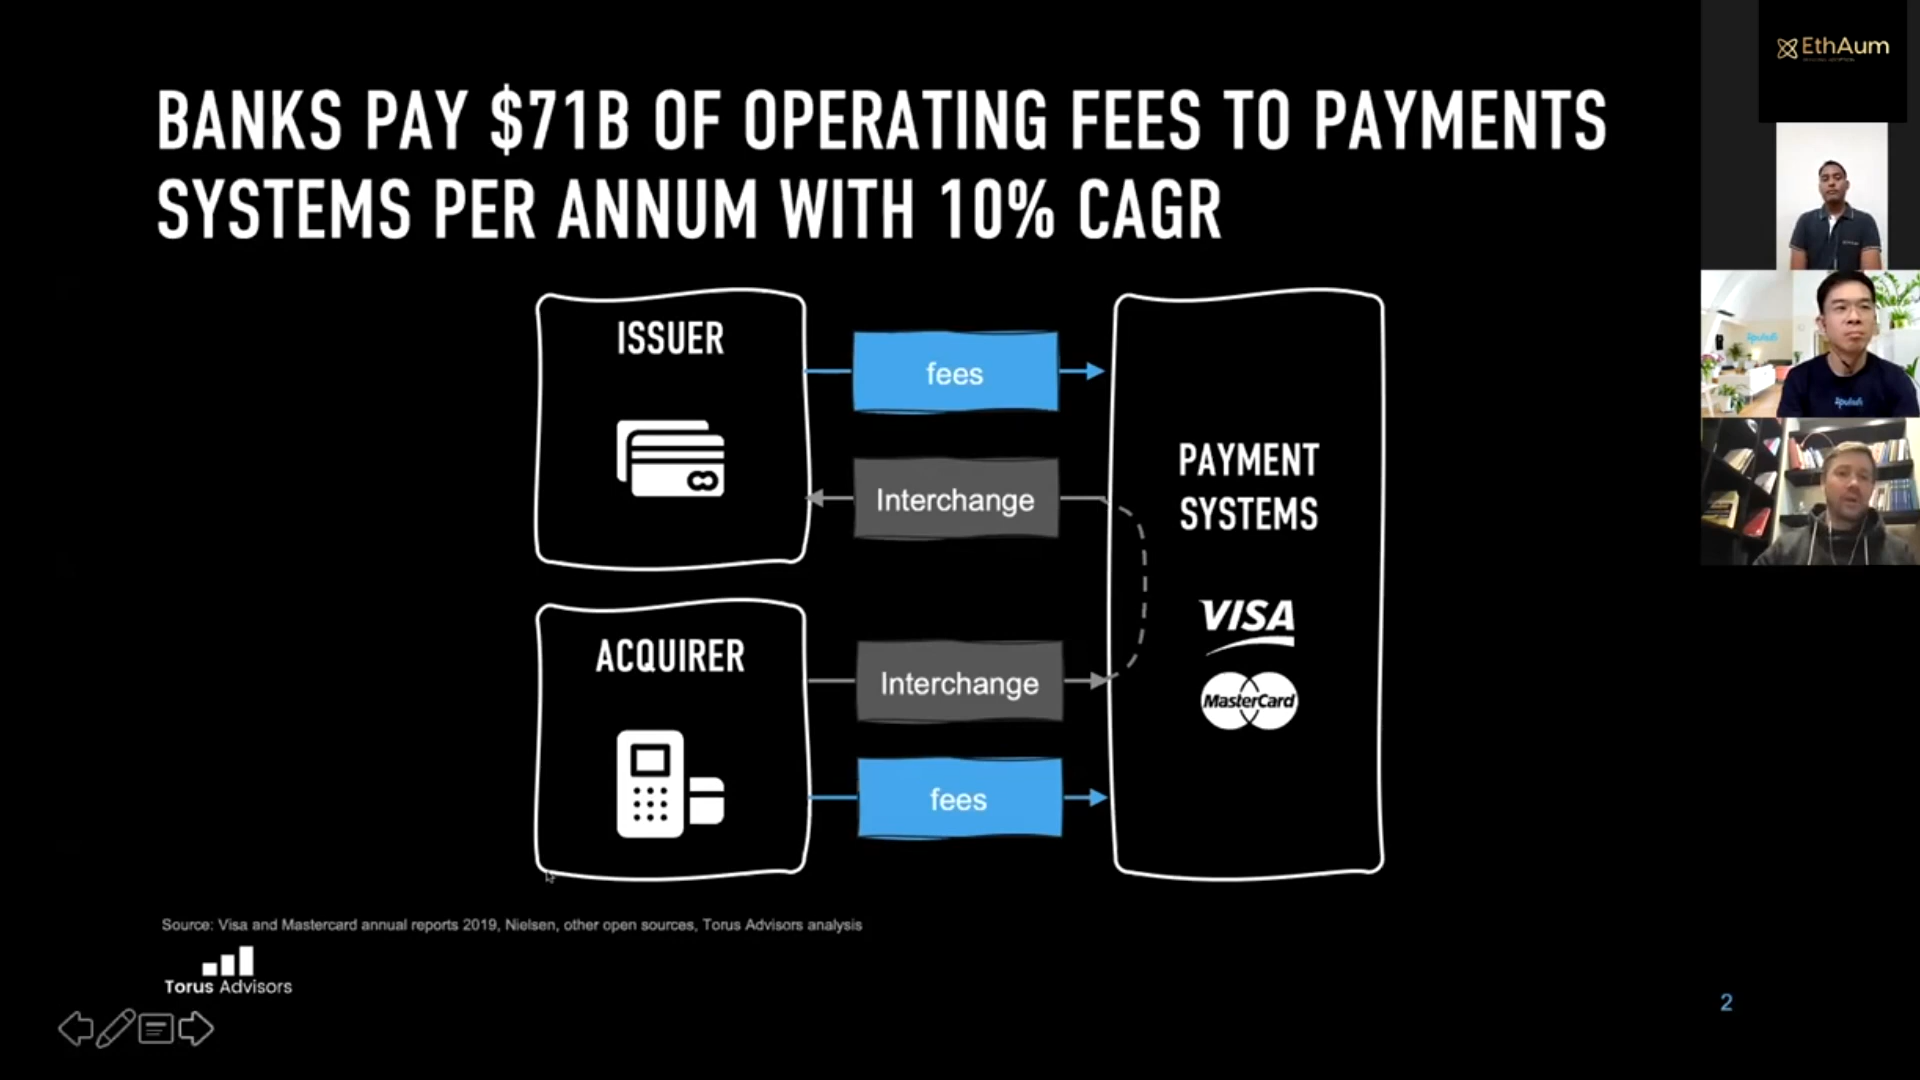 BANKS PAY $71B OF OPERATING FEES TO PAYMENTS
SYSTEMS PER ANNUM WITH 10% CAGR
ISSUER
fees
Interchange
ACQUIRER
Interchange
fees
PAYMENT
SYSTEMS
VISA
MasterCard
Source: Visa and Mastercard annual reports 2019, Nielsen, other open sources, Torus Advisors analysis
Torus Advisors
2
EthAum